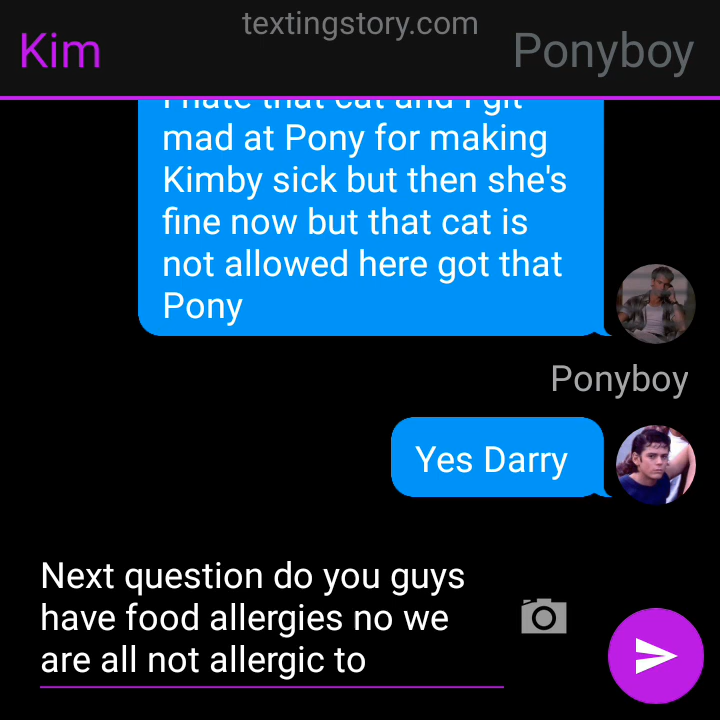 textingstory.com
Kim
Ponyboy
I hate that cat and I git
mad at Pony for making
Kimby sick but then she's
fine now but that cat is
not allowed here got that
Pony
Ponyboy
Yes Darry
Next question do you guys
have food allergies no we
are all not allergic to